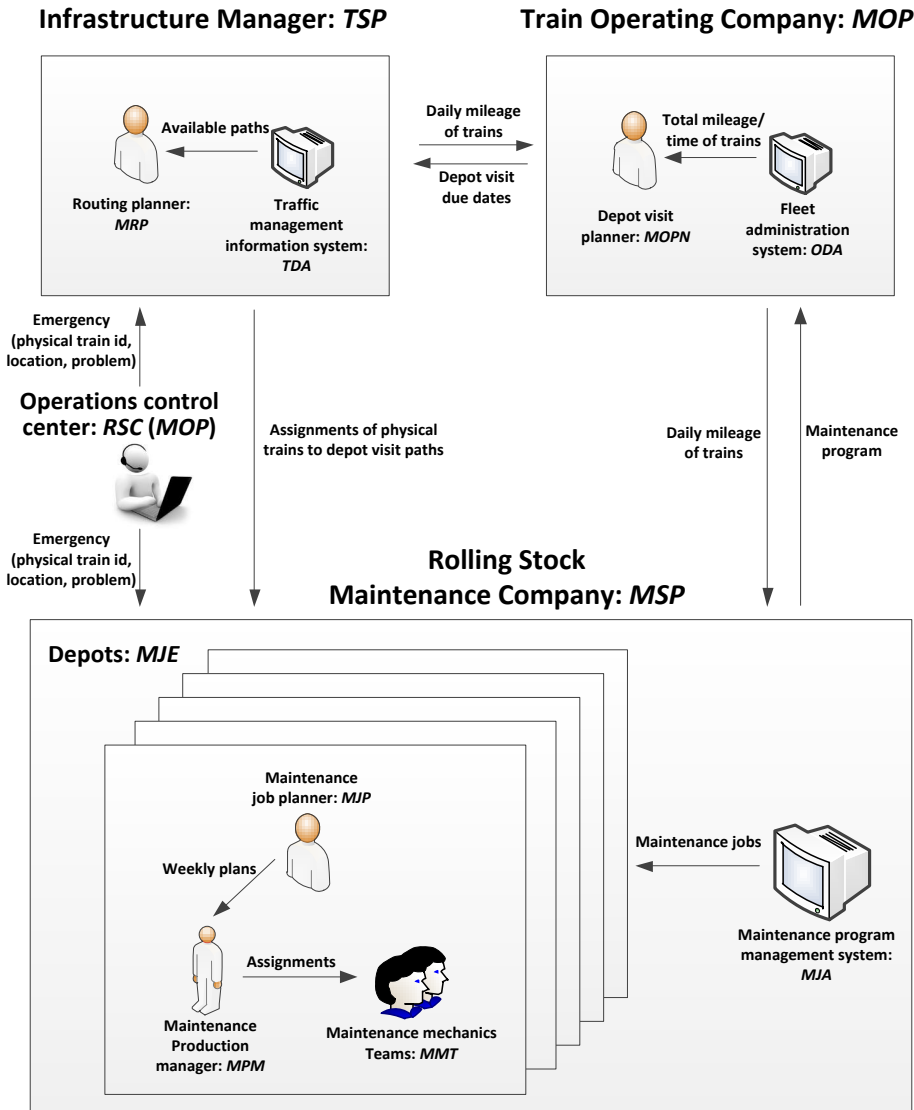 Infrastructure Manager: TSP
Train Operating Company: MOP
Available paths
Routing planner:
MRP
Traffic
management
information system:
TDA
Daily mileage
of trains
Depot visit
due dates
Total mileage/
time of trains
Depot visit
planner: MOPN
Fleet
administration
system: ODA
Emergency
(physical train id,
location, problem)
Operations control
center: RSC (MOP)
Emergency
(physical train id,
location, problem)
Assignments of physical
trains to depot visit paths
Daily mileage
of trains
Maintenance
program
Rolling Stock
Maintenance Company: MSP
Depots: MJE
Maintenance
job planner: MJP
Weekly plans
Assignments
Maintenance
Production
manager: MPM
Maintenance mechanics
Teams: MMT
Maintenance jobs
Maintenance program
management system:
MJA